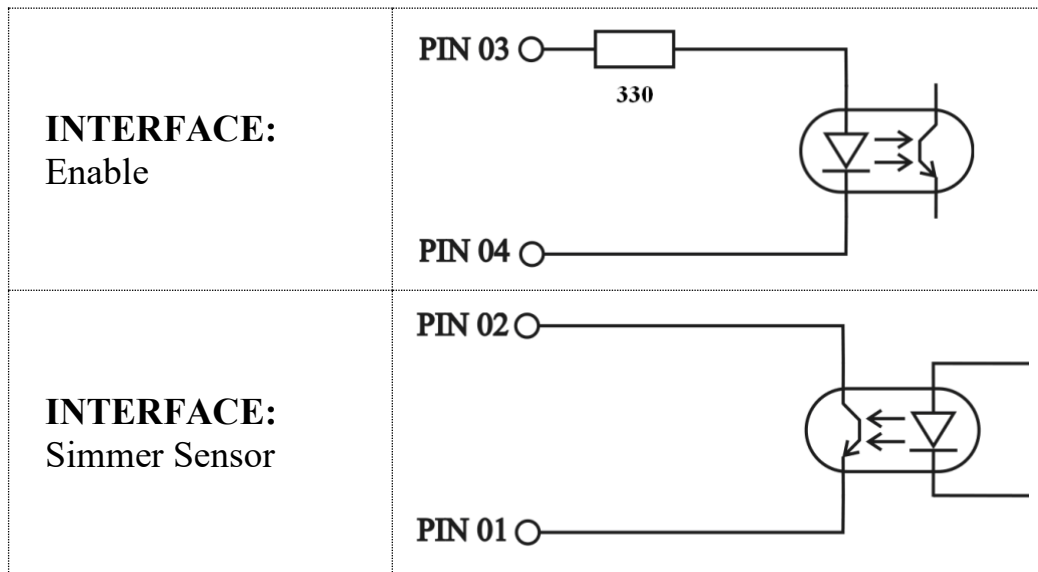 INTERFACE:
Enable
PIN 03
330
PIN 04
INTERFACE:
Simmer Sensor
PIN 02
PIN 01